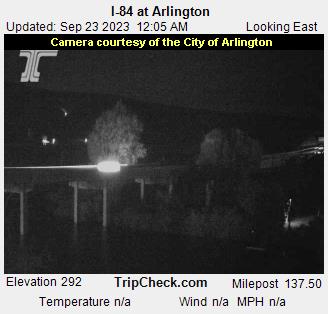 I-84 at Arlington
Updated: Sep 23 2023 12:05 AM Looking East
Camera courtesy of the City of Arlington
Elevation 292 TripCheck.com Milepost 137.50
Temperature n/a Wind n/a MPH n/a